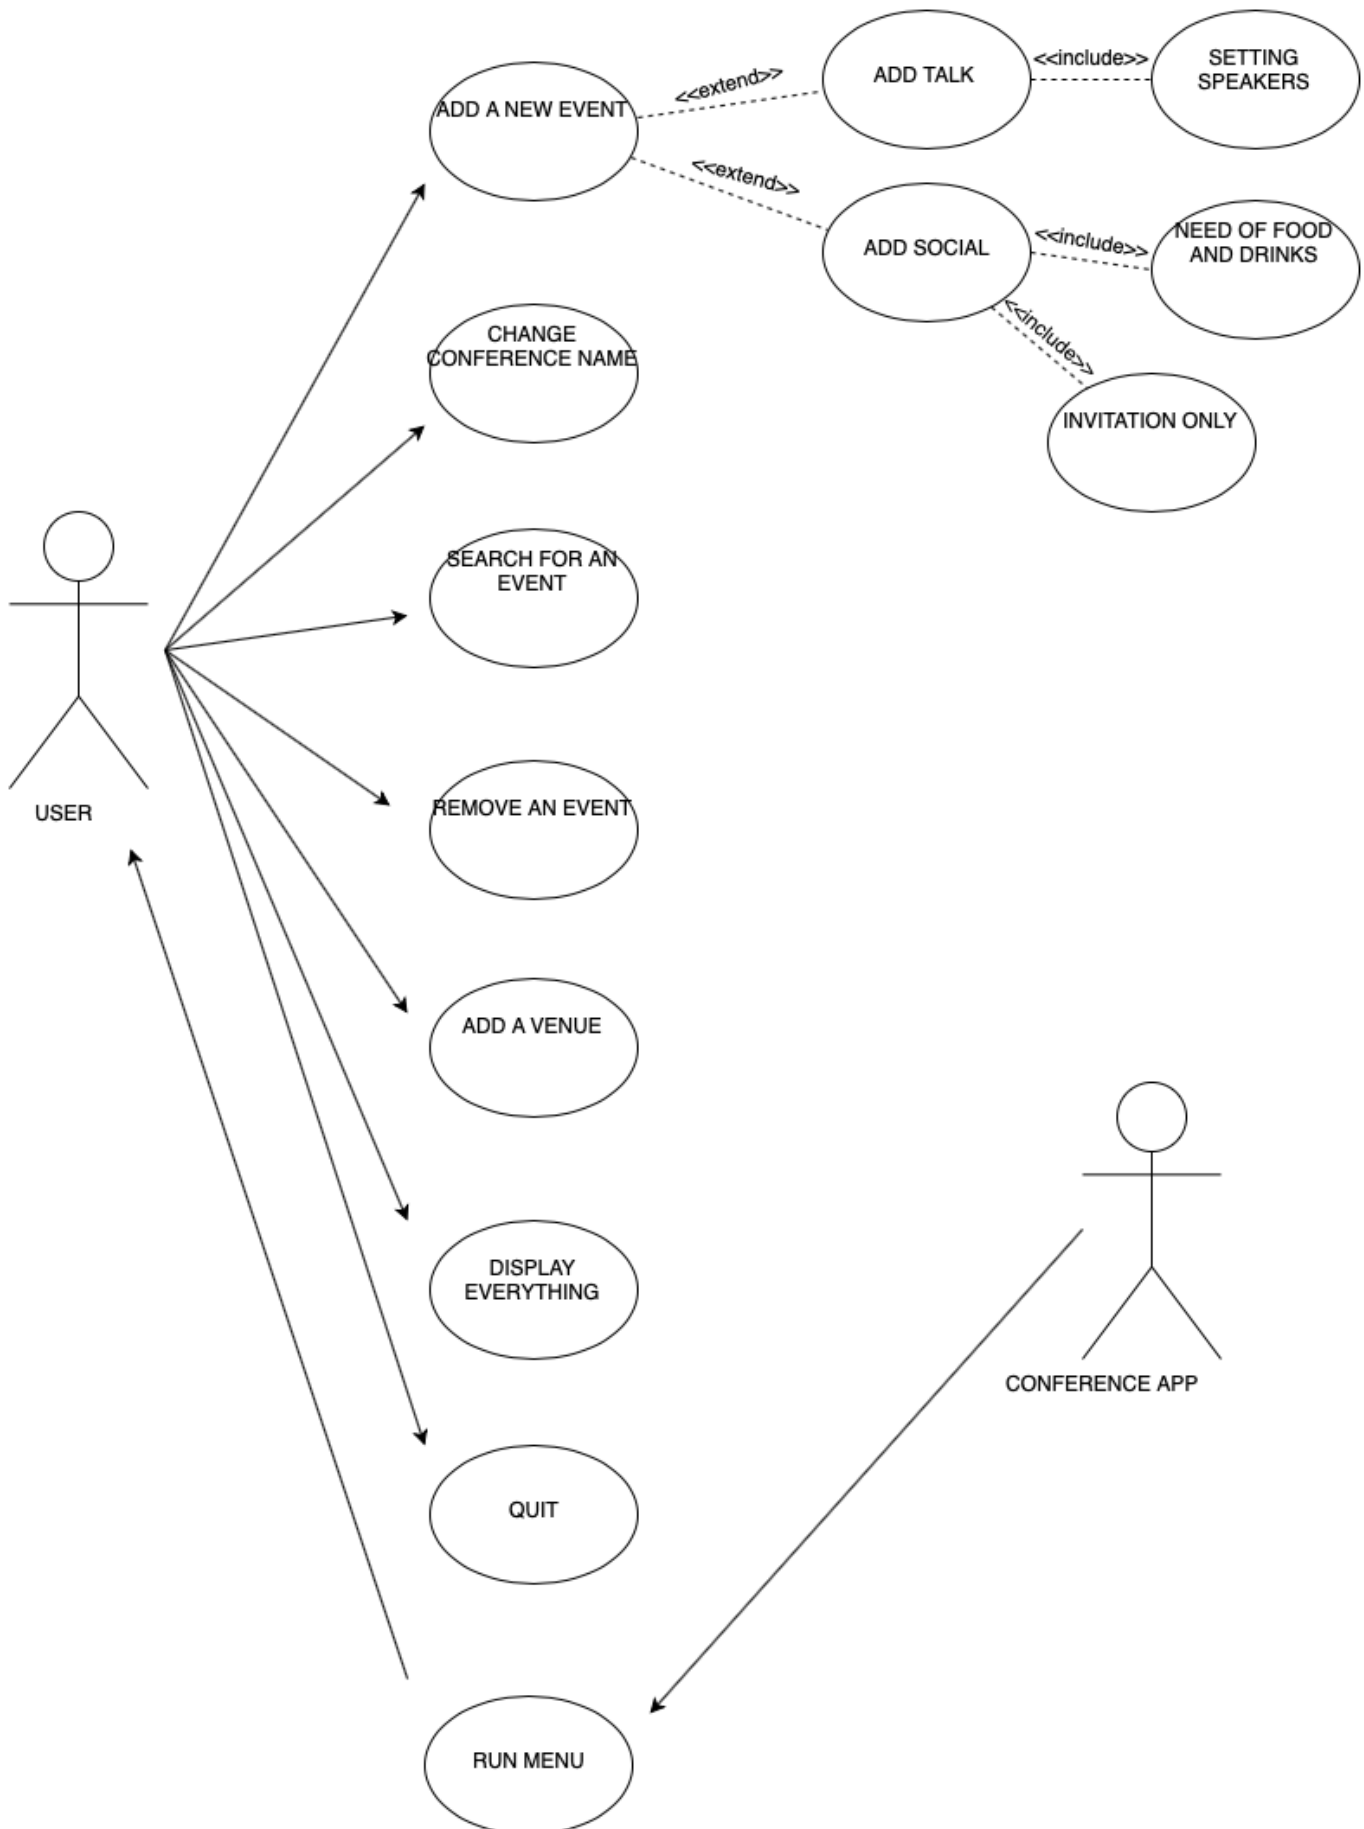 ADD A NEW EVENT
<<extend>>
ADD TALK
<<include>>
SETTING
SPEAKERS
<<extend>>
ADD SOCIAL
<<include>>
NEED OF FOOD
AND DRINKS
<<include>>
INVITATION ONLY
CHANGE
CONFERENCE NAME
SEARCH FOR AN
EVENT
REMOVE AN EVENT
USER
ADD A VENUE
DISPLAY
EVERYTHING
CONFERENCE APP
QUIT
RUN MENU